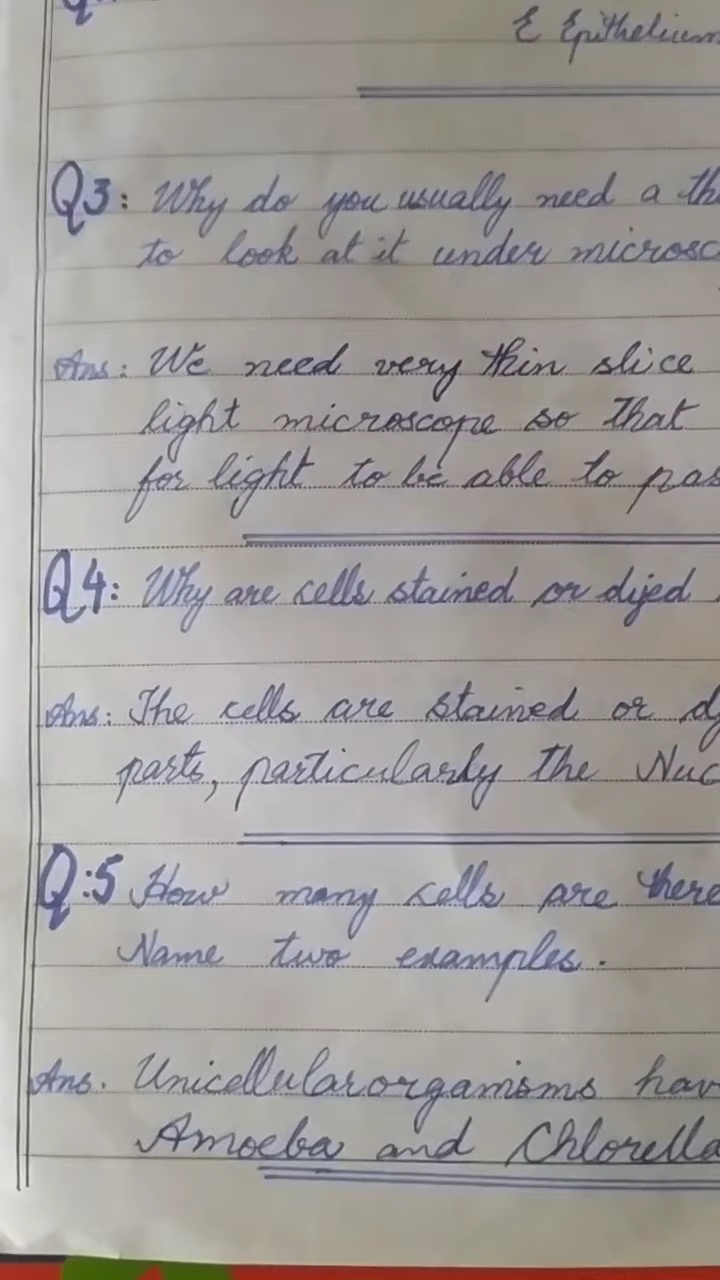 E Epithelium
Q3: Why do you usually need a th
to look at it under microsc
Ans: We need very thin slice
light microscope so that
for light to be able to pas
Q4: Why are cells stained or dyed
Ans: The cells are stained or dy
parts, particularly the Nuc
Q:5 How many cells are there
Name two examples.
Ans. Unicellular organisms hav
Amoeba and Chlorella